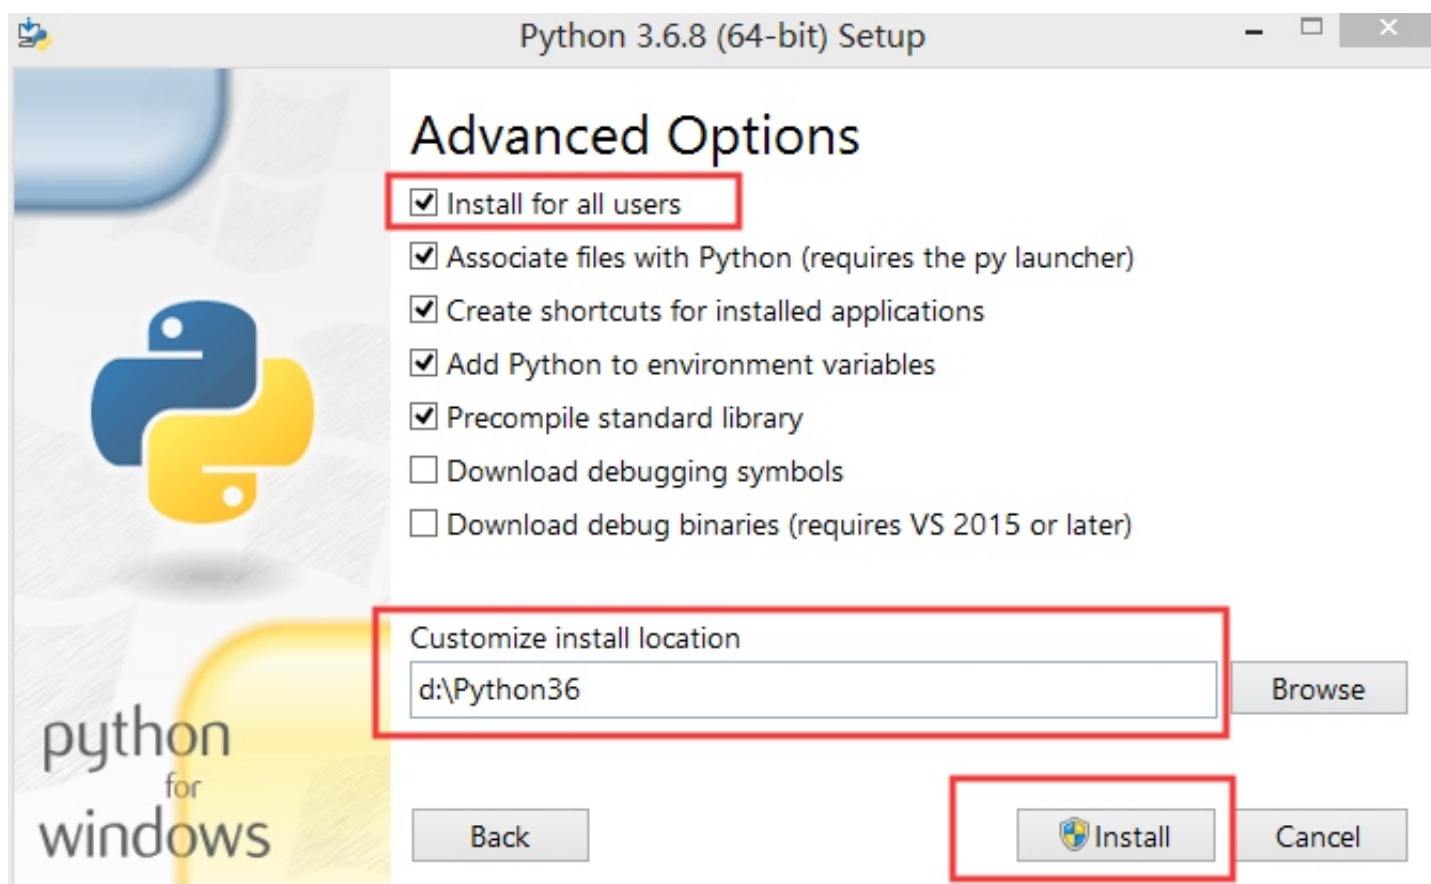 Python 3.6.8 (64-bit) Setup
Advanced Options
Install for all users
Associate files with Python (requires the py launcher)
Create shortcuts for installed applications
Add Python to environment variables
Precompile standard library
Download debugging symbols
Download debug binaries (requires VS 2015 or later)
Customize install location
d:\Python36
Browse
python
for
windows
Back
Install
Cancel